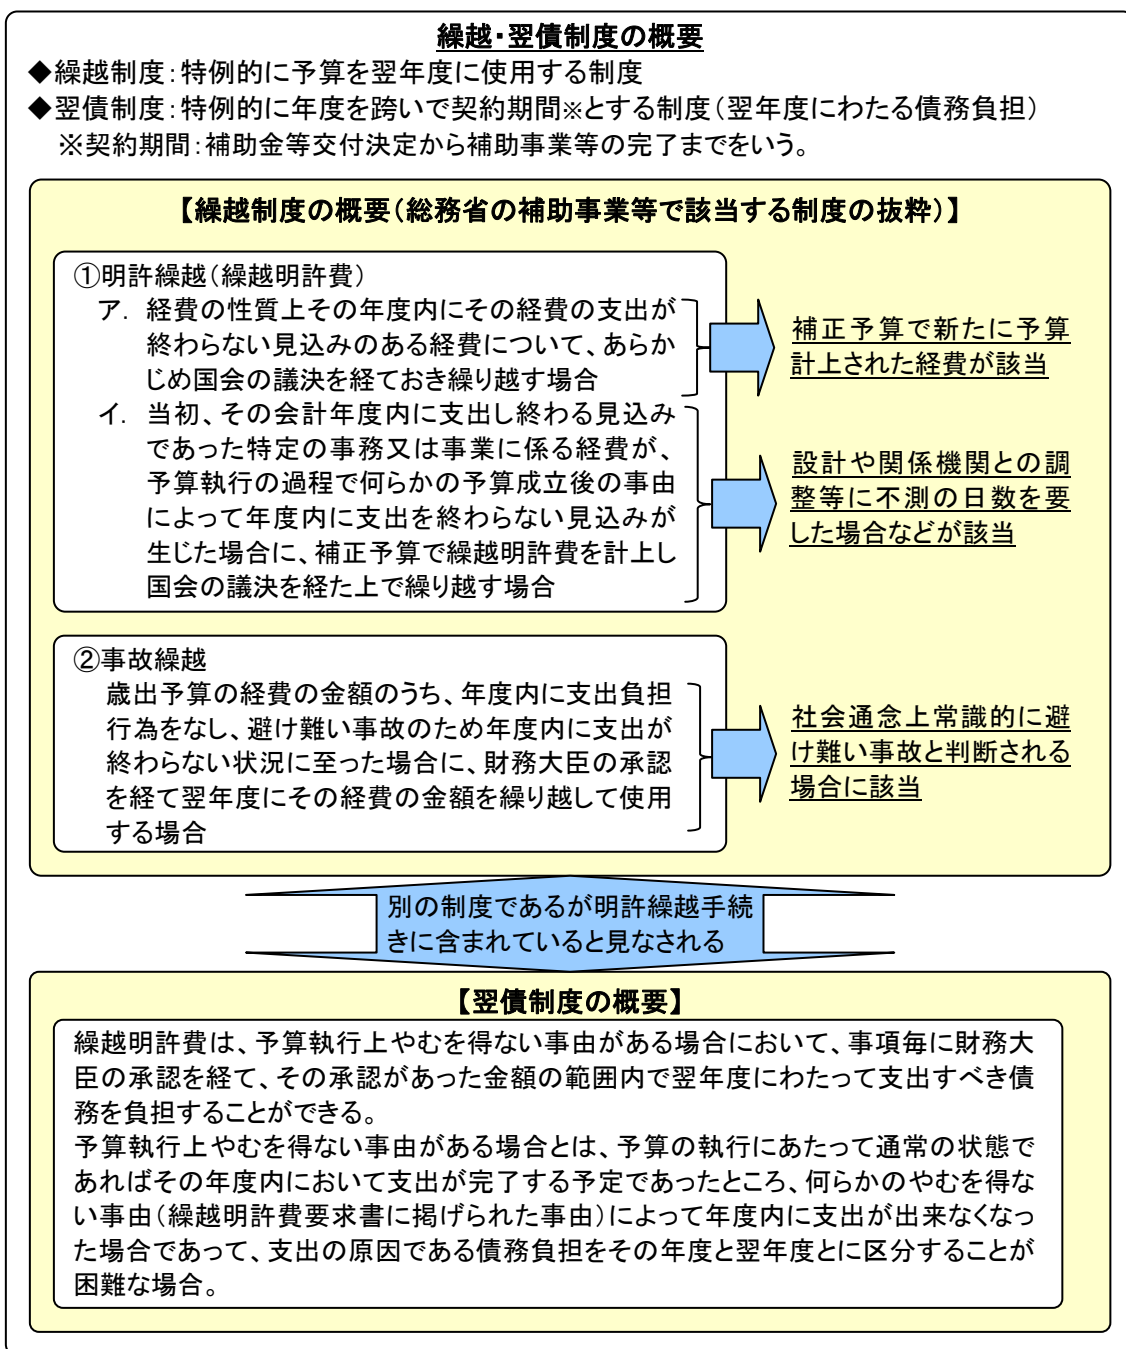 繰越・翌債制度の概要
◆繰越制度：特例的に予算を翌年度に使用する制度
◆翌債制度：特例的に年度を跨いで契約期間※とする制度（翌年度にわたる債務負担）
※契約期間：補助金等交付決定から補助事業等の完了までをいう。
【繰越制度の概要（総務省の補助事業等で該当する制度の抜粋）】
①明許繰越（繰越明許費）
ア．経費の性質上その年度内にその経費の支出が
終わらない見込みのある経費について、あらか
じめ国会の議決を経ておき繰り越す場合
補正予算で新たに予算
計上された経費が該当
イ．当初、その会計年度内に支出し終わる見込み
であった特定の事務又は事業に係る経費が、
予算執行の過程で何らかの予算成立後の事由
によって年度内に支出を終わらない見込みが
生じた場合に、補正予算で繰越明許費を計上し
国会の議決を経た上で繰り越す場合
設計や関係機関との調
整等に不測の日数を要
した場合などが該当
②事故繰越
歳出予算の経費の金額のうち、年度内に支出負担
行為をなし、避け難い事故のため年度内に支出が
終わらない状況に至った場合に、財務大臣の承認
を経て翌年度にその経費の金額を繰り越して使用
する場合
社会通念上常識的に避
け難い事故と判断される
場合に該当
別の制度であるが明許繰越手続
きに含まれていると見なされる
【翌債制度の概要】
繰越明許費は、予算執行上やむを得ない事由がある場合において、事項毎に財務大
臣の承認を経て、その承認があった金額の範囲内で翌年度にわたって支出すべき債
務を負担することができる。
予算執行上やむを得ない事由がある場合とは、予算の執行にあたって通常の状態で
あればその年度内において支出が完了する予定であったところ、何らかのやむを得な
い事由（繰越明許費要求書に掲げられた事由）によって年度内に支出が出来なくなっ
た場合であって、支出の原因である債務負担をその年度と翌年度とに区分することが
困難な場合。